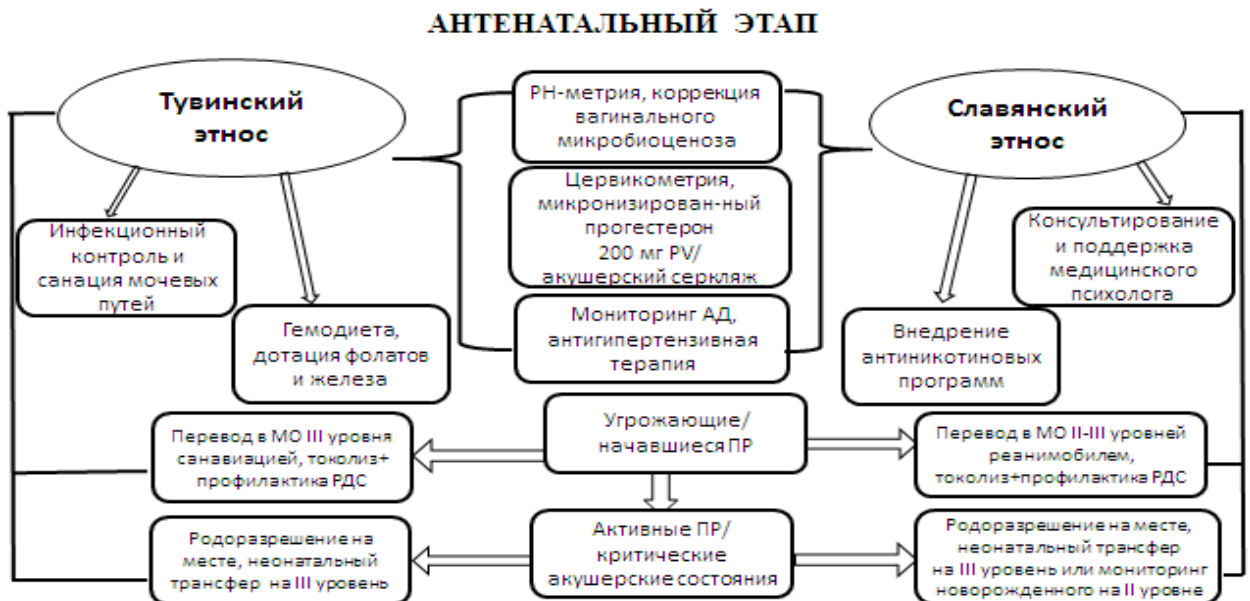 АНТЕНАТАЛЬНЫЙ ЭТАП
Тувинский
этнос
РН-метрия, коррекция
вагинального
микробиоценоза
Славянский
этнос
Цервикометрия,
микронизирован-ный
прогестерон
200 мг PV/
акушерский серкляж
Инфекционный
контроль и
санация мочевых
путей
Консультирование
и поддержка
медицинского
психолога
Гемодиета,
дотация фолатов
и железа
Мониторинг АД,
антигипертензивная
терапия
Внедрение
антиникотиновых
программ
Перевод в МО III уровня
санавиацией, токолиз+
профилактика РДС
Угрожающие/
начавшиеся ПР
Перевод в МО II-III уровней
реанимобилем,
токолиз+профилактика РДС
Родоразрешение на
месте, неонатальный
трансфер на III уровень
Активные ПР/
критические
акушерские состояния
Родоразрешение на месте,
неонатальный трансфер
на III уровень или мониторинг
новорожденного на II уровне